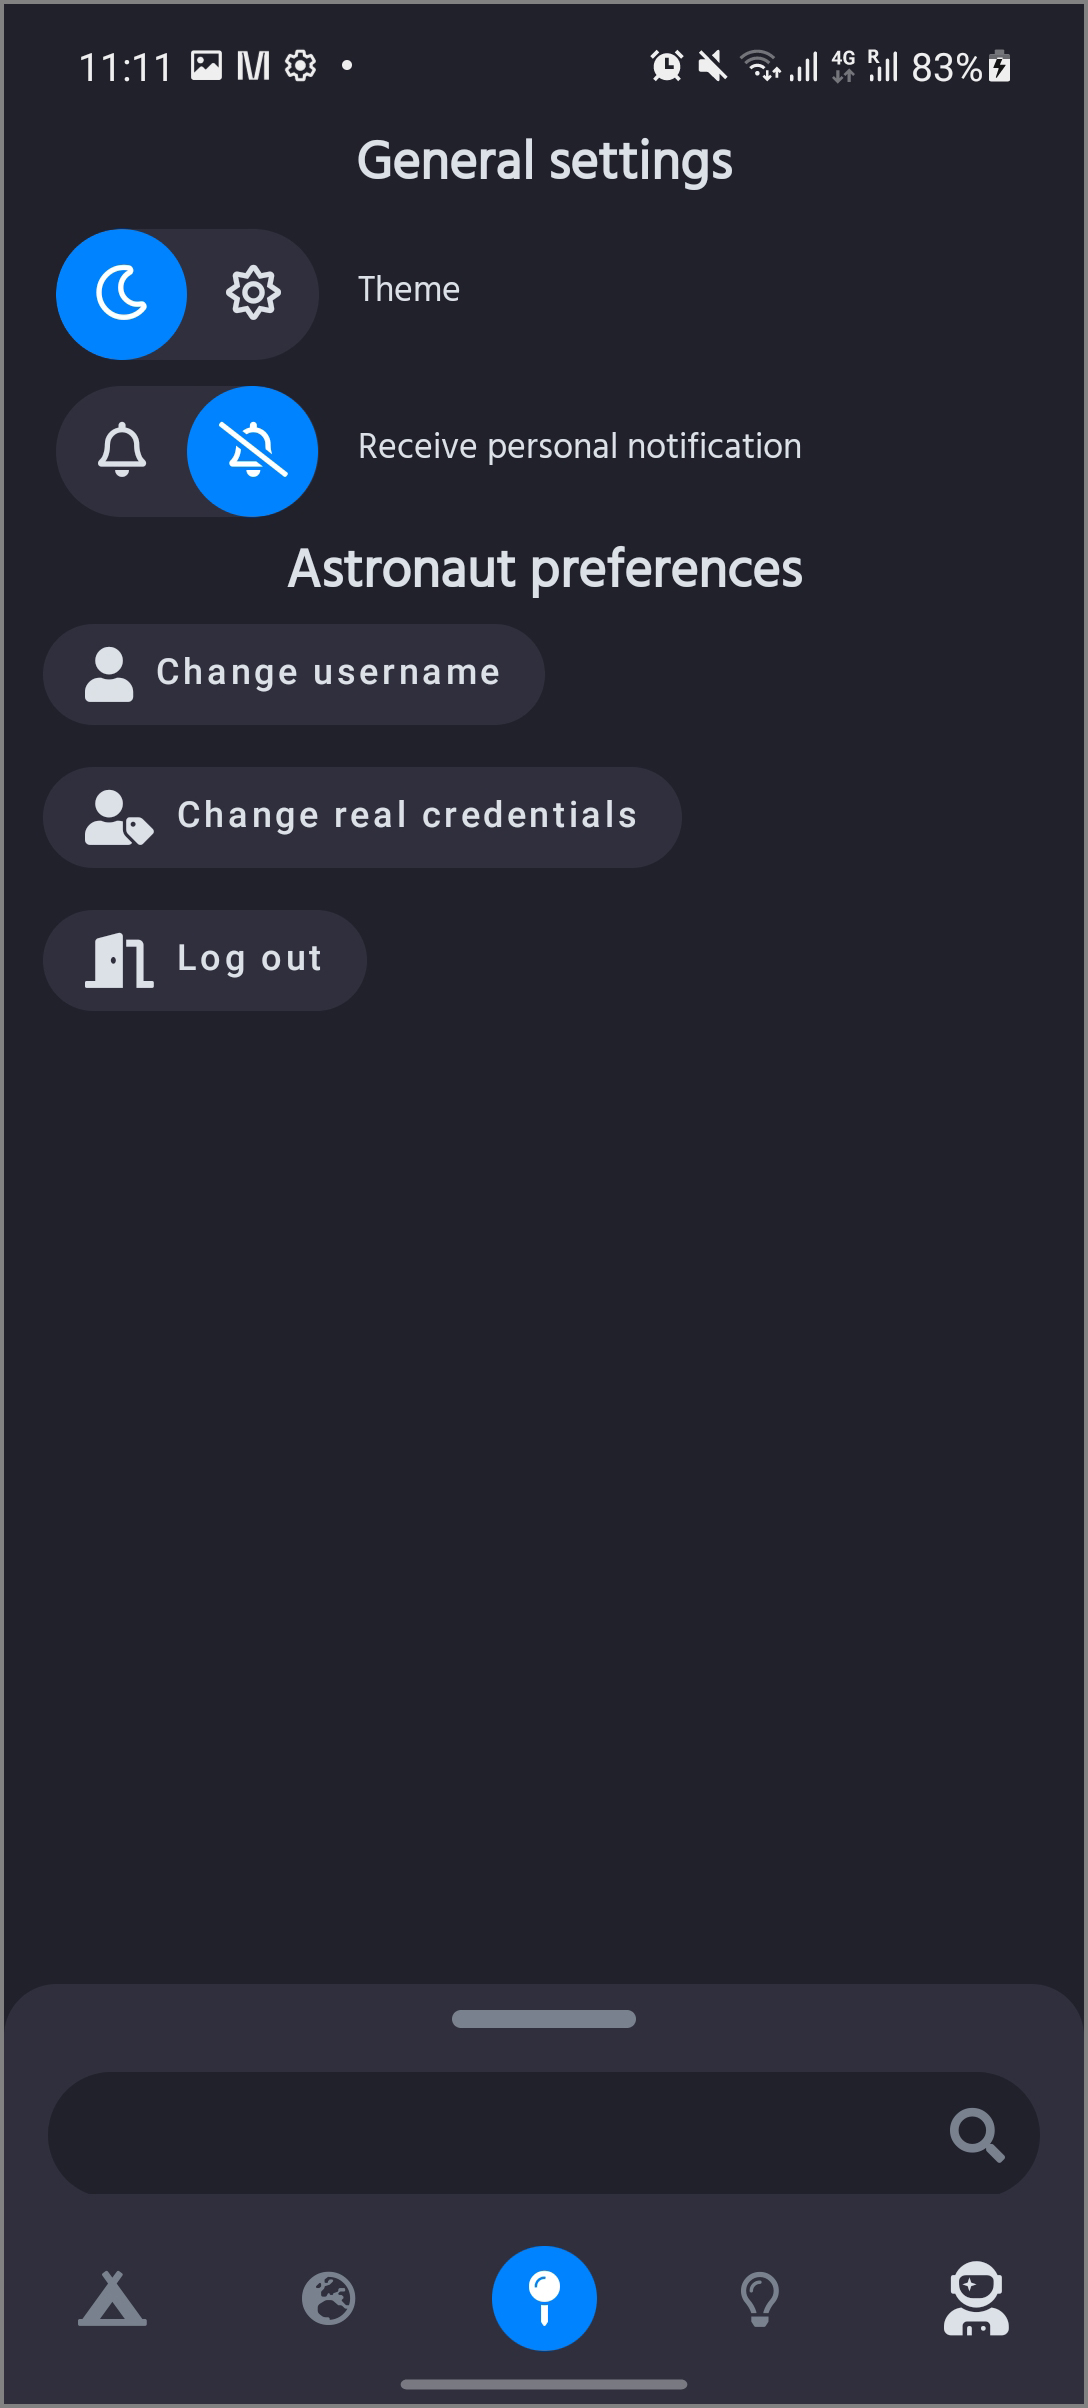 11:11
4G R 83%
General settings
Theme
Receive personal notification
Astronaut preferences
Change username
Change real credentials
Log out